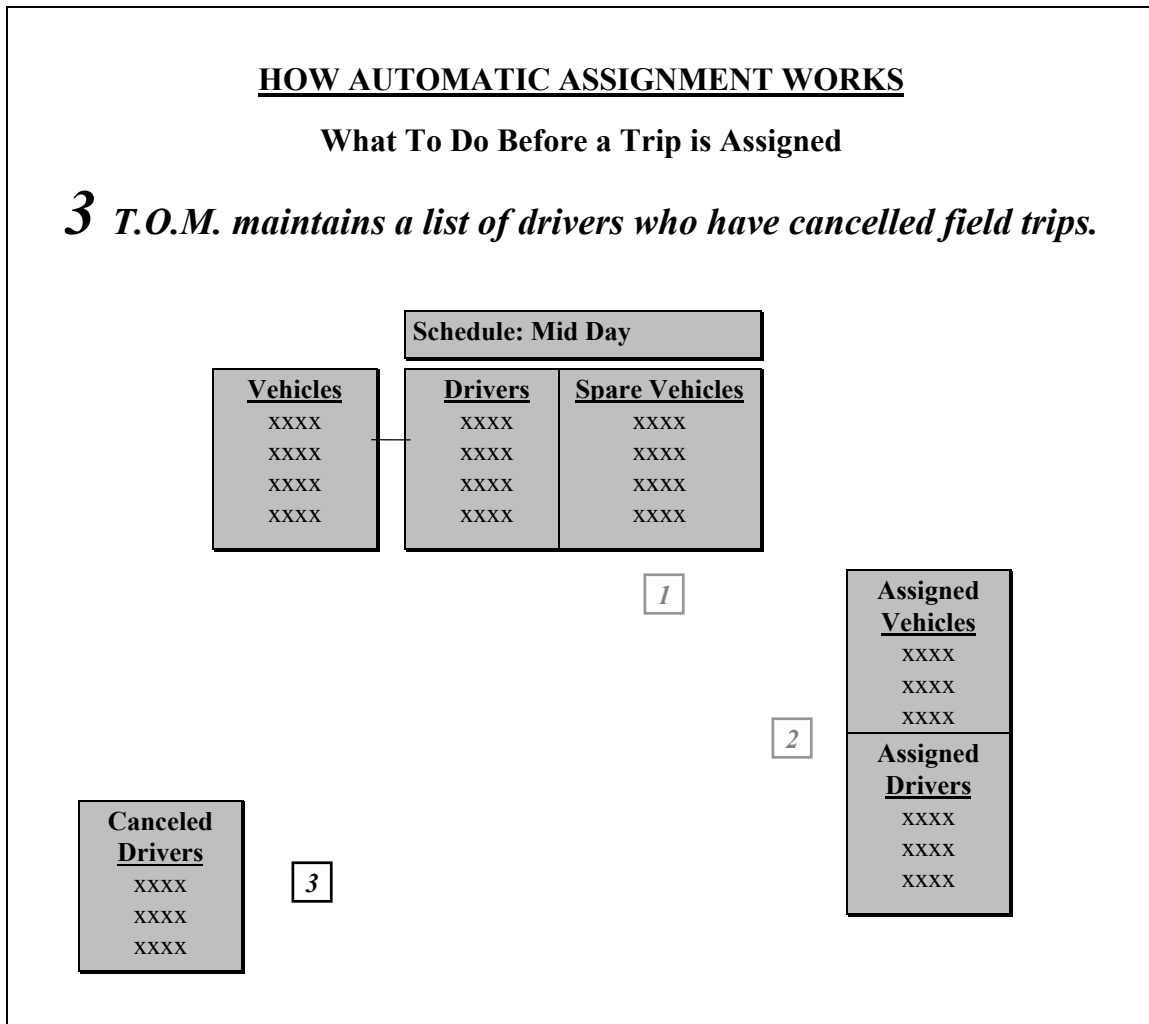 HOW AUTOMATIC ASSIGNMENT WORKS
What To Do Before a Trip is Assigned
3 T.O.M. maintains a list of drivers who have cancelled field trips.
Schedule: Mid Day
Vehicles
xxxx
xxxx
xxxx
xxxx
Drivers
xxxx
xxxx
xxxx
xxxx
Spare Vehicles
xxxx
xxxx
xxxx
xxxx
1
Assigned
Vehicles
xxxx
xxxx
xxxx
2
Assigned
Drivers
xxxx
xxxx
xxxx
Canceled
Drivers
xxxx
xxxx
xxxx
3